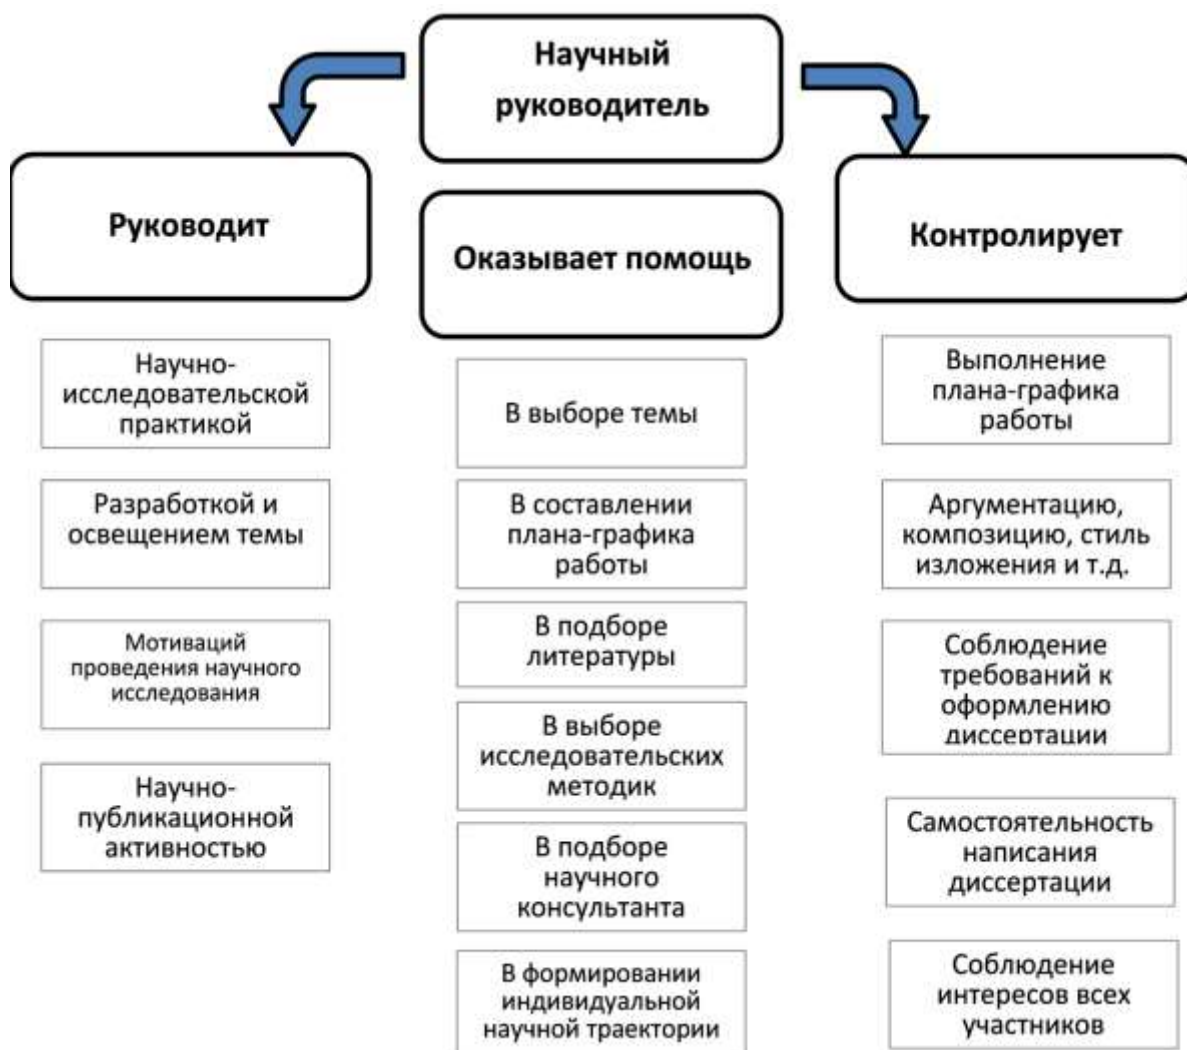 Научный
руководитель
Руководит
Оказывает помощь
Контролирует
Научно-
исследовательской
практикой
Разработкой и
освещением темы
Мотиваций
проведения научного
исследования
Научно-
публикационной
активностью
В выборе темы
В составлении
плана-графика
работы
В подборе
литературы
В выборе
исследовательских
методик
В подборе
научного
консультанта
В формировании
индивидуальной
научной траектории
Выполнение
плана-графика
работы
Аргументацию,
композицию, стиль
изложения и т.д.
Соблюдение
требований к
оформлению
диссертации
Самостоятельность
написания
диссертации
Соблюдение
интересов всех
участников